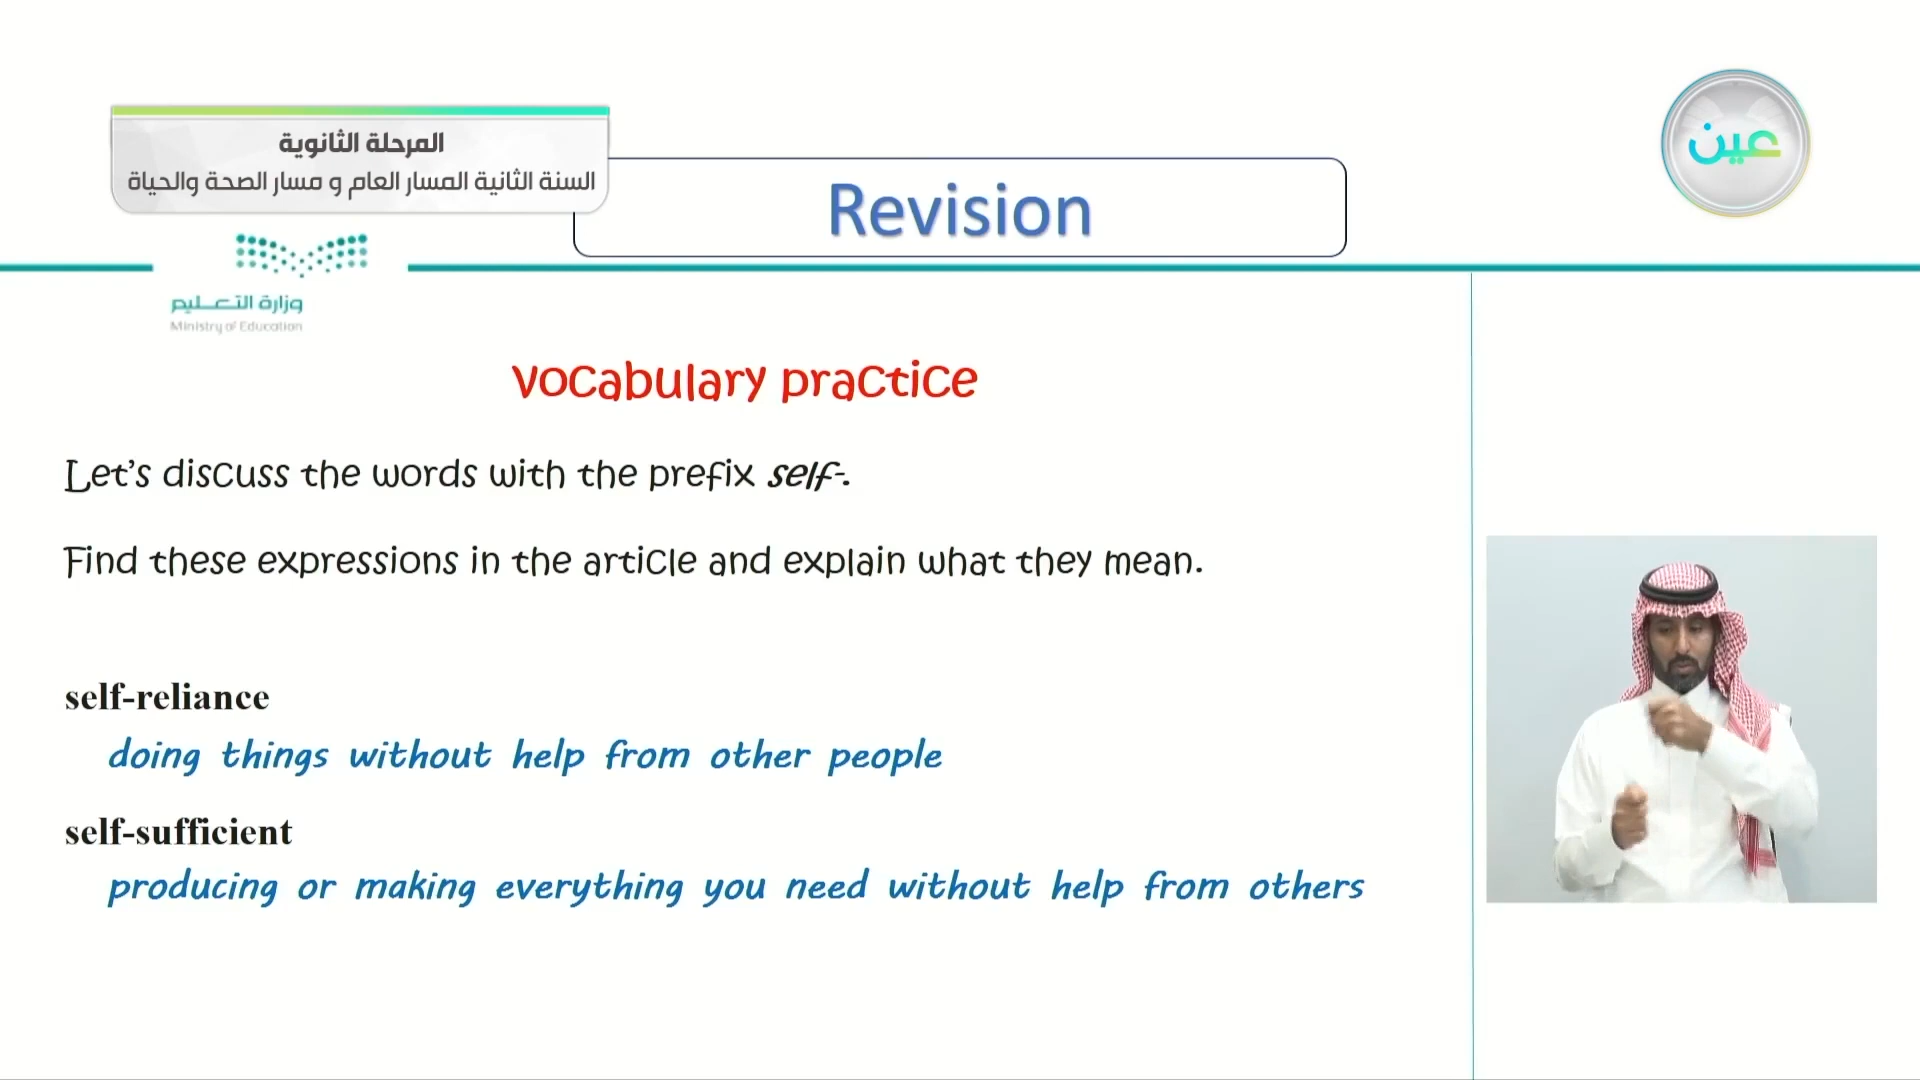 المرحلة الثانوية
السنة الثانية المسار العام و مسار الصحة والحياة
عين
Revision
وزارة التعليم
Ministry of Education
Vocabulary practice
Let's discuss the words with the prefix self-.
Find these expressions in the article and explain what they mean.
self-reliance
doing things without help from other people
self-sufficient
producing or making everything you need without help from others